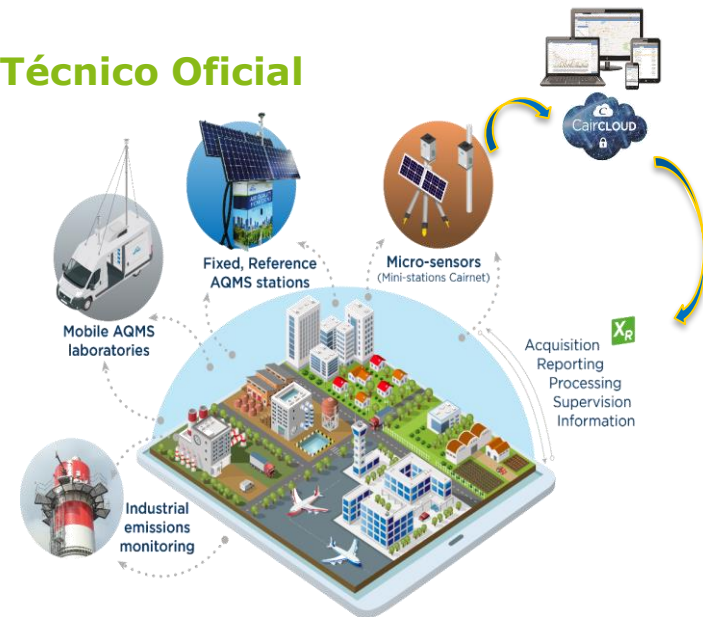 Técnico Oficial
CairCLOUD
Fixed, Reference
AQMS stations
Micro-sensors
(Mini-stations Cairnet)
Mobile AQMS
laboratories
XR
Acquisition
Reporting
Processing
Supervision
Information
Industrial
emissions
monitoring